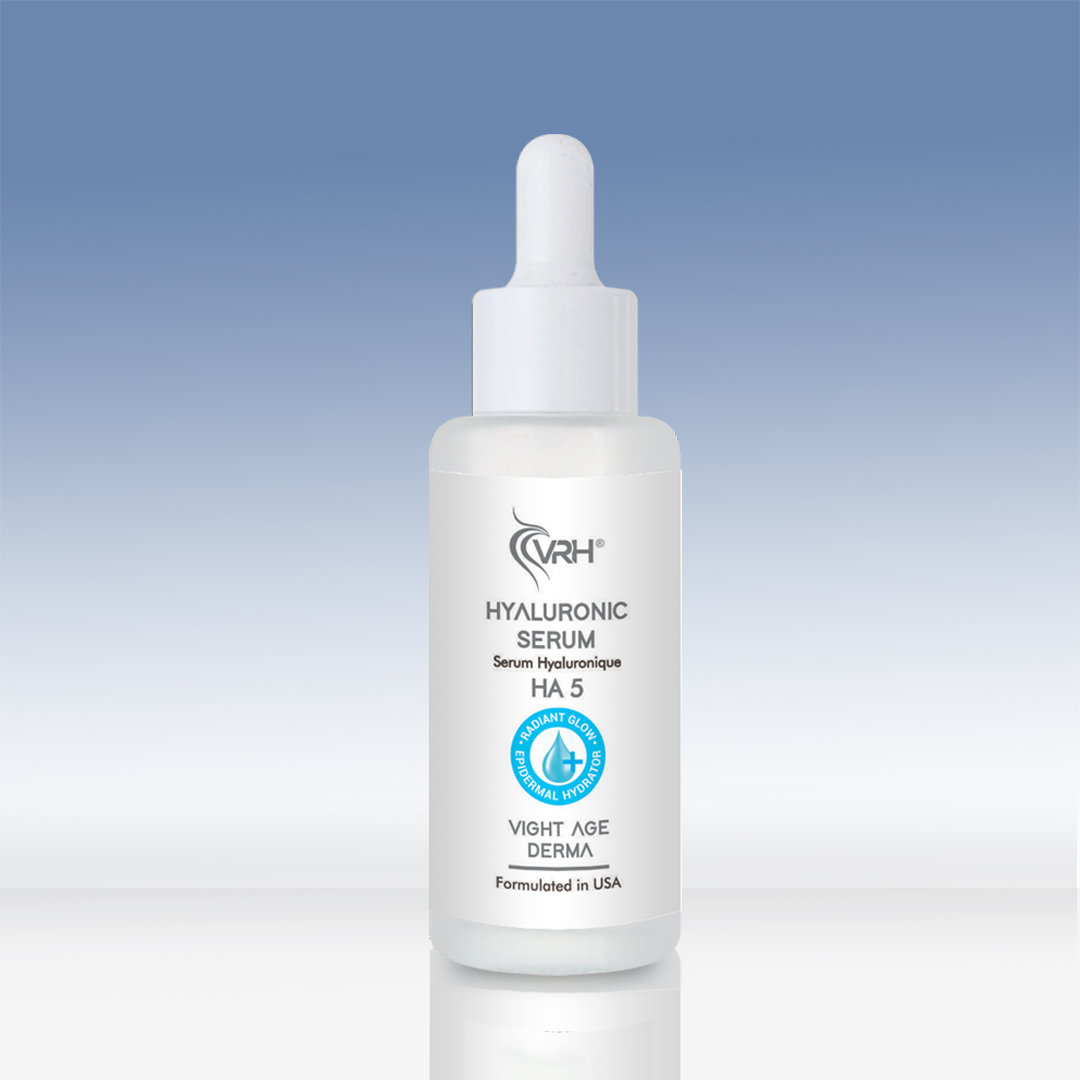 VRH®
HYALURONIC
SERUM
Serum Hyaluronique
HA 5
• RADIANT GLOW •
EPIDERMAL HYDRATOR
+
VIGHT AGE
DERMA
Formulated in USA